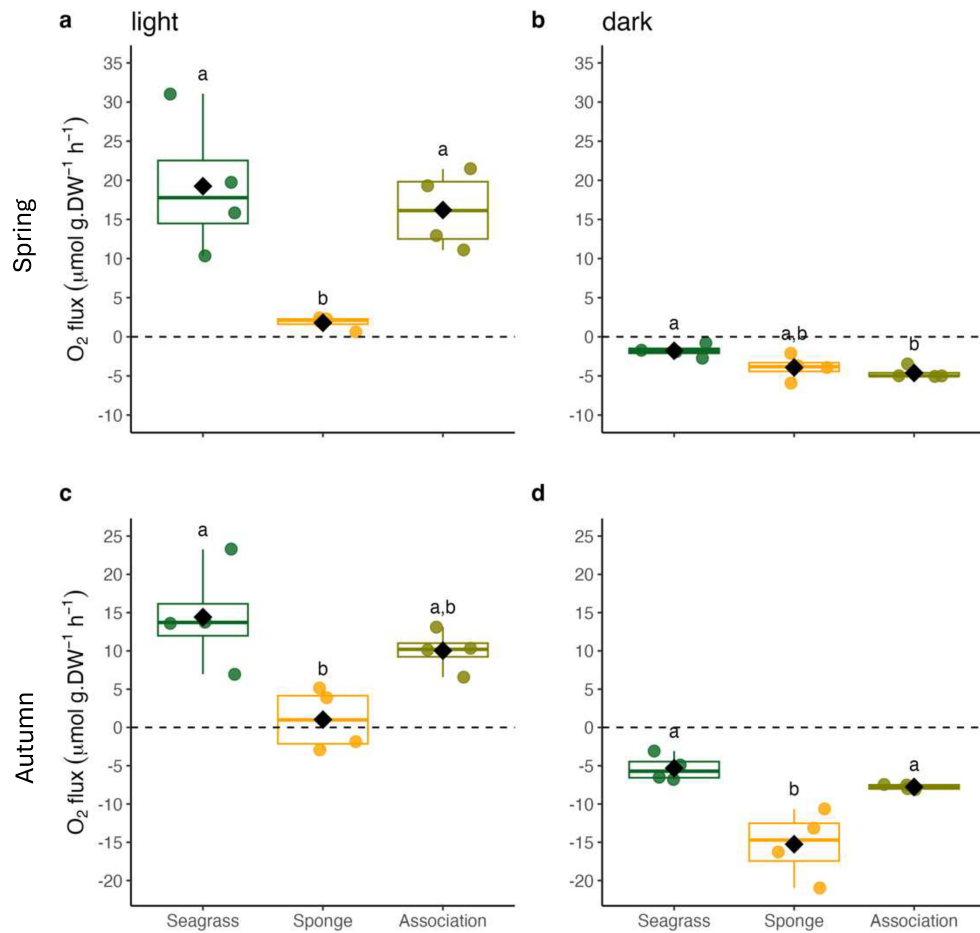 a light
b dark
Spring
O₂ flux (μmol g.DW⁻¹ h⁻¹)
35
30
25
20
15
10
5
0
-5
-10
a
b
a
35
30
25
20
15
10
5
0
-5
-10
a
a,b
b
c
d
Autumn
O₂ flux (μmol g.DW⁻¹ h⁻¹)
25
20
15
10
5
0
-5
-10
-15
-20
a
b
a,b
Seagrass Sponge Association
25
20
15
10
5
0
-5
-10
-15
-20
a
b
a
Seagrass Sponge Association